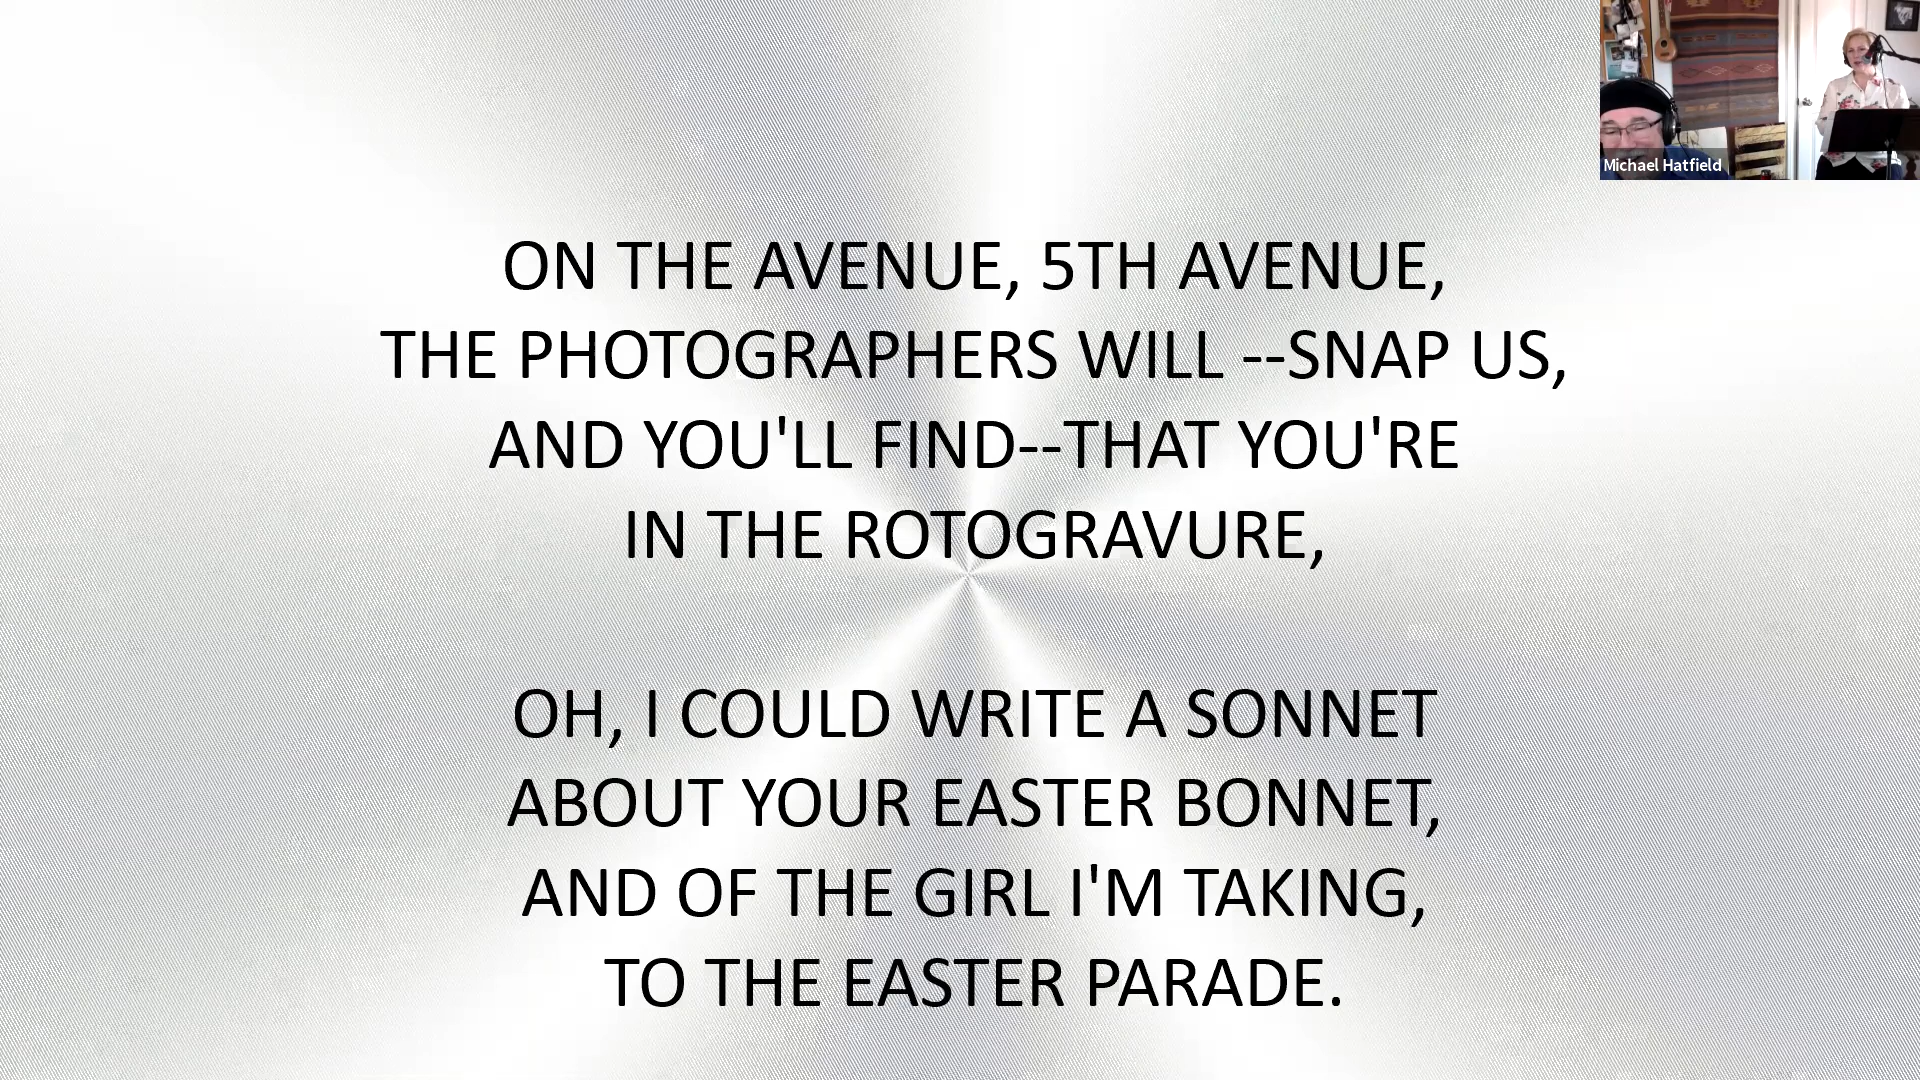 Michael Hatfield
ON THE AVENUE, 5TH AVENUE,
THE PHOTOGRAPHERS WILL --SNAP US,
AND YOU'LL FIND--THAT YOU'RE
IN THE ROTOGRAVURE,
OH, I COULD WRITE A SONNET
ABOUT YOUR EASTER BONNET,
AND OF THE GIRL I'M TAKING,
TO THE EASTER PARADE.